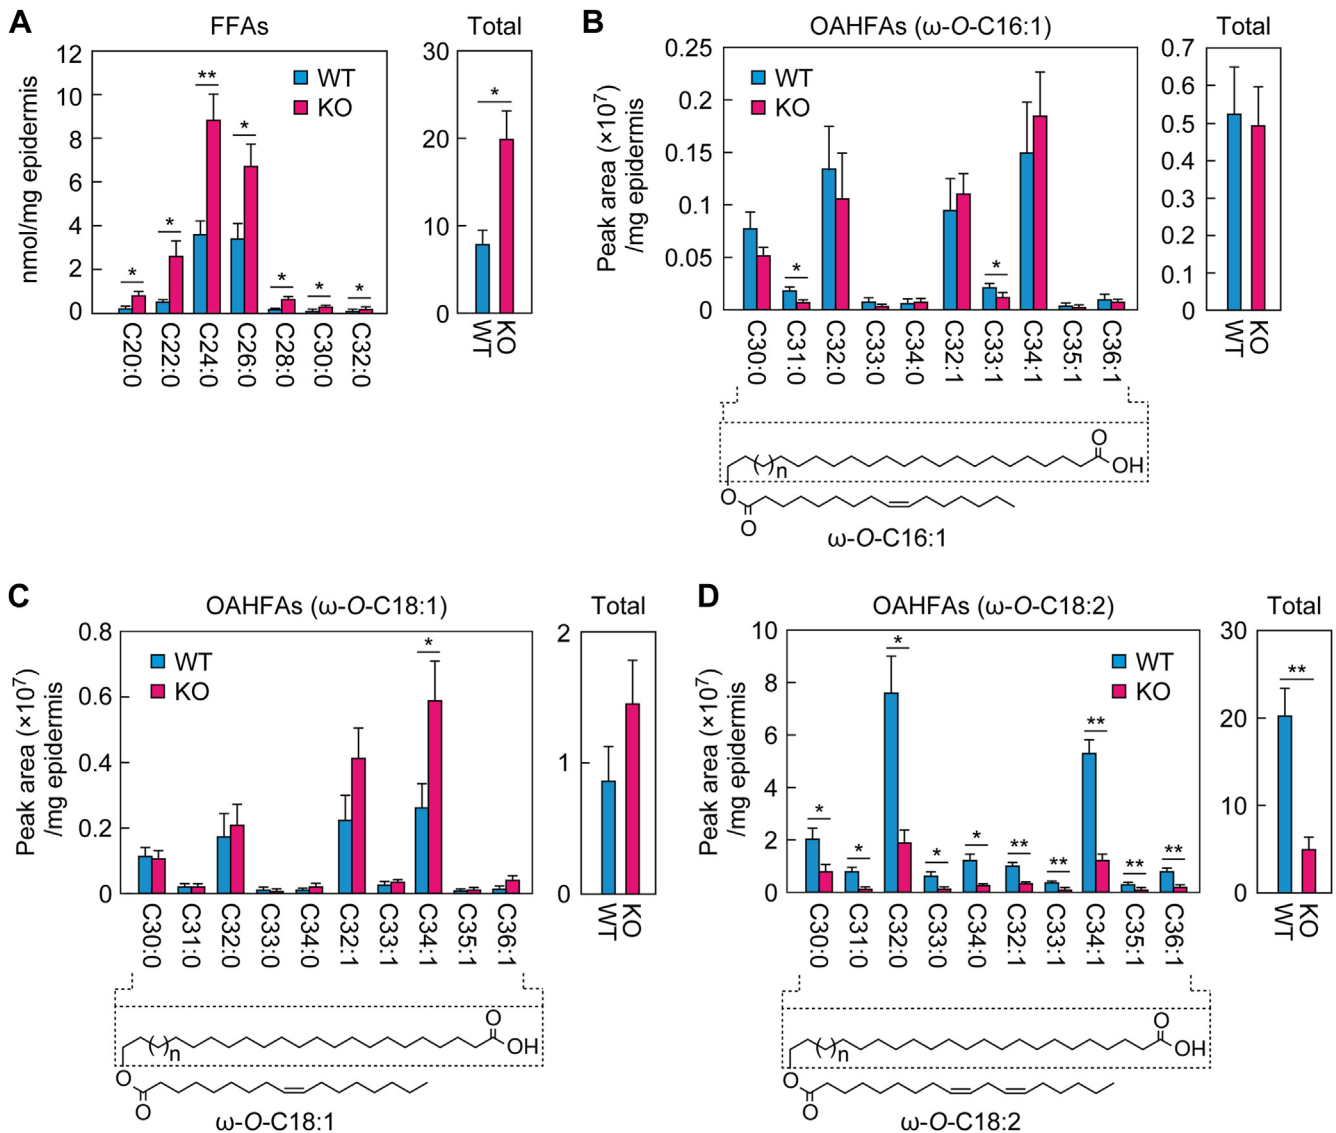 A
FFAs
Total
nmol/mg epidermis
12
10
8
6
4
2
0
WT
KO
**
*
*
*
*
*
*
C20:0
C22:0
C24:0
C26:0
C28:0
C30:0
C32:0
30
20
10
0
*
WT
KO
B
OAHFAs (ω-O-C16:1)
Total
Peak area (×10⁷)
/mg epidermis
0.25
0.2
0.15
0.1
0.05
0
WT
KO
*
*
C30:0
C31:0
C32:0
C33:0
C34:0
C32:1
C33:1
C34:1
C35:1
C36:1
0.7
0.6
0.5
0.4
0.3
0.2
0.1
0
WT
KO
O
OH
n
O
O
ω-O-C16:1
C
OAHFAs (ω-O-C18:1)
Total
Peak area (×10⁷)
/mg epidermis
0.8
0.6
0.4
0.2
0
WT
KO
*
C30:0
C31:0
C32:0
C33:0
C34:0
C32:1
C33:1
C34:1
C35:1
C36:1
2
1
0
WT
KO
O
OH
n
O
O
ω-O-C18:1
D
OAHFAs (ω-O-C18:2)
Total
Peak area (×10⁷)
/mg epidermis
10
8
6
4
2
0
WT
KO
*
*
*
*
*
**
**
**
**
**
C30:0
C31:0
C32:0
C33:0
C34:0
C32:1
C33:1
C34:1
C35:1
C36:1
30
20
10
0
**
WT
KO
O
OH
n
O
O
ω-O-C18:2